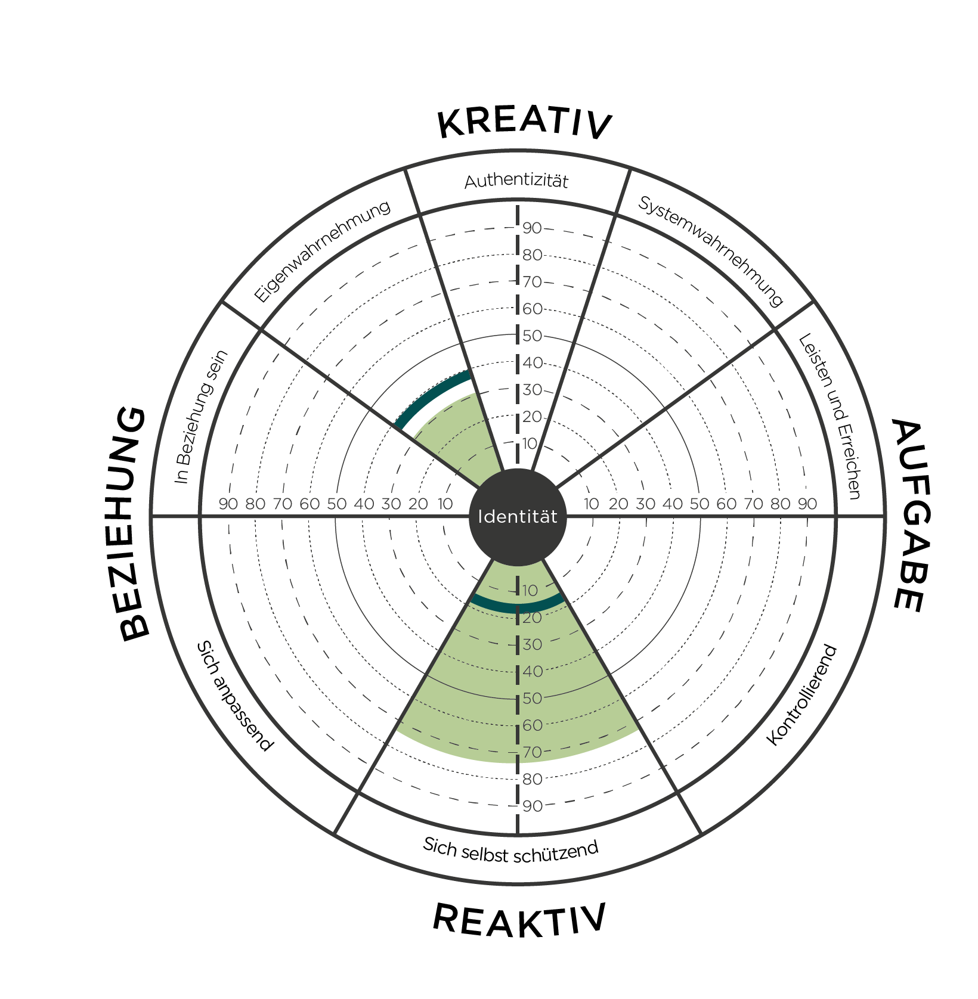 KREATIV
Authentizität
Eigenwahrnehmung
Systemwahrnehmung
In Beziehung sein
Leisten und Erreichen
BEZIEHUNG
AUFGABE
90
80
70
60
50
40
30
20
10
90 80 70 60 50 40 30 20 10
10 20 30 40 50 60 70 80 90
Identität
10
20
30
40
50
60
70
80
90
Sich anpassend
Kontrollierend
Sich selbst schützend
REAKTIV